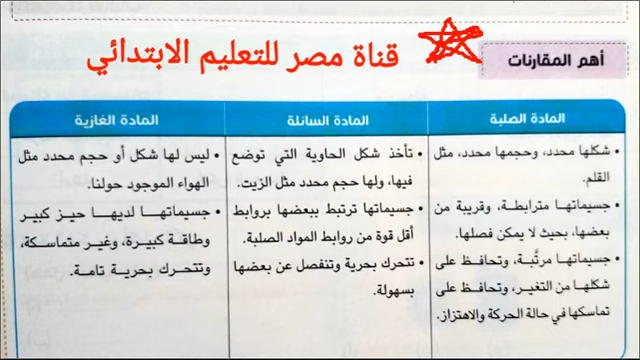 قناة مصر للتعليم الابتدائي
أهم المقارنات
المادة الصلبة
شكلها محدد، وحجمها محدد، مثل
القلم.
جسيماتها مترابطة، وقريبة من
بعضها، بحيث لا يمكن فصلها.
جسيماتها مرتَّبة، وتحافظ على
شكلها من التغير، وتحافظ على
تماسكها في حالة الحركة والاهتزاز.
المادة السائلة
تأخذ شكل الحاوية التي توضع
فيها، ولها حجم محدد مثل الزيت.
جسيماتها ترتبط ببعضها بروابط
أقل قوة من روابط المواد الصلبة.
تتحرك بحرية وتنفصل عن بعضها
بسهولة.
المادة الغازية
ليس لها شكل أو حجم محدد مثل
الهواء الموجود حولنا.
جسيماتها لديها حيز كبير
وطاقة كبيرة، وغير متماسكة،
وتتحرك بحرية تامة.